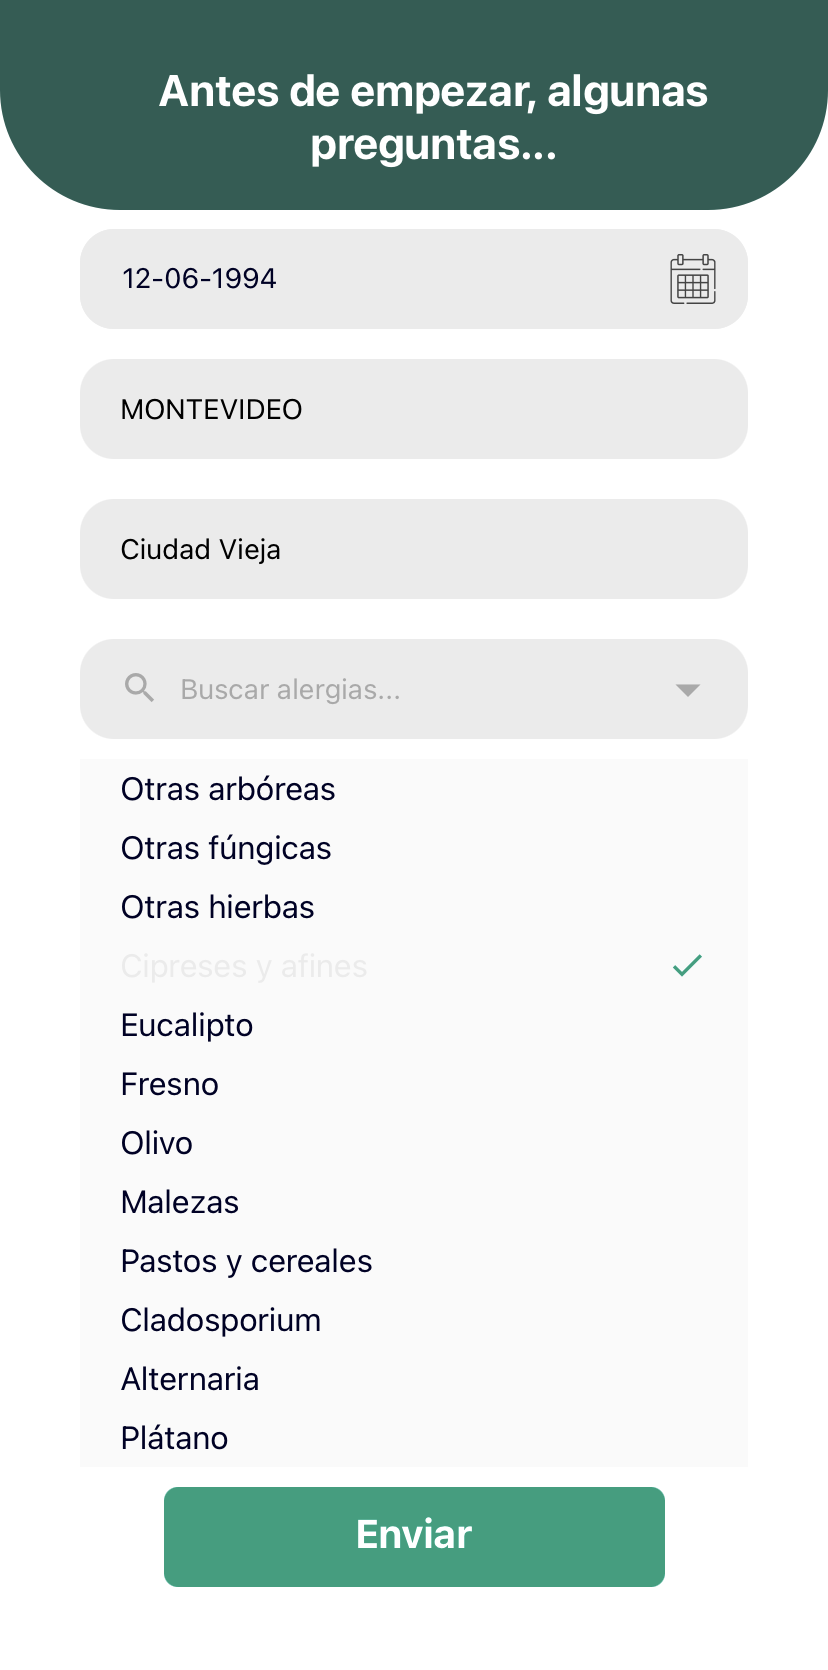 Antes de empezar, algunas
preguntas...
12-06-1994
MONTEVIDEO
Ciudad Vieja
Buscar alergias...
Otras arbóreas
Otras fúngicas
Otras hierbas
Cipreses y afines
Eucalipto
Fresno
Olivo
Malezas
Pastos y cereales
Cladosporium
Alternaria
Plátano
Enviar